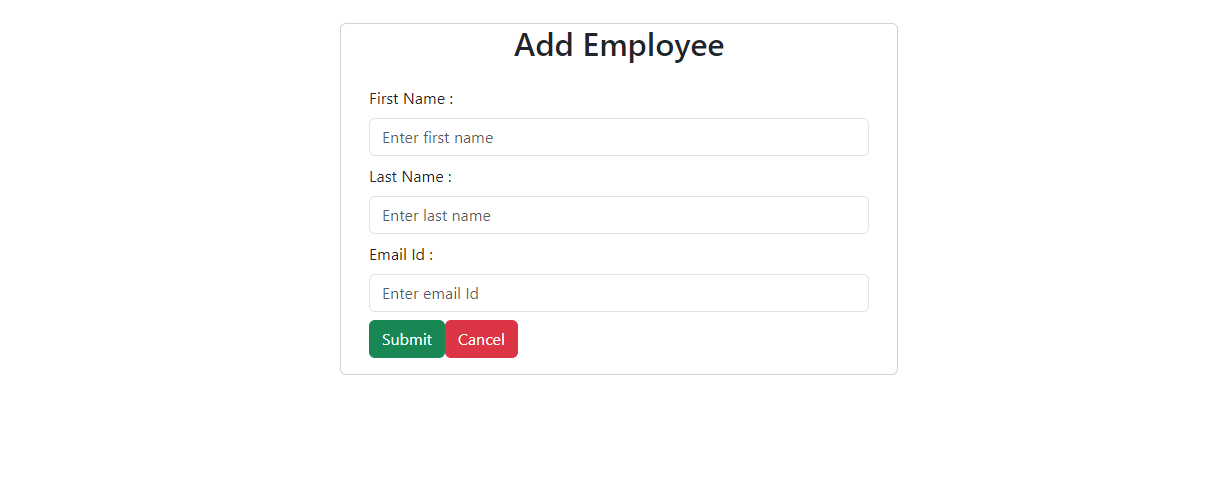 Add Employee
First Name :
Enter first name
Last Name :
Enter last name
Email Id :
Enter email Id
Submit Cancel